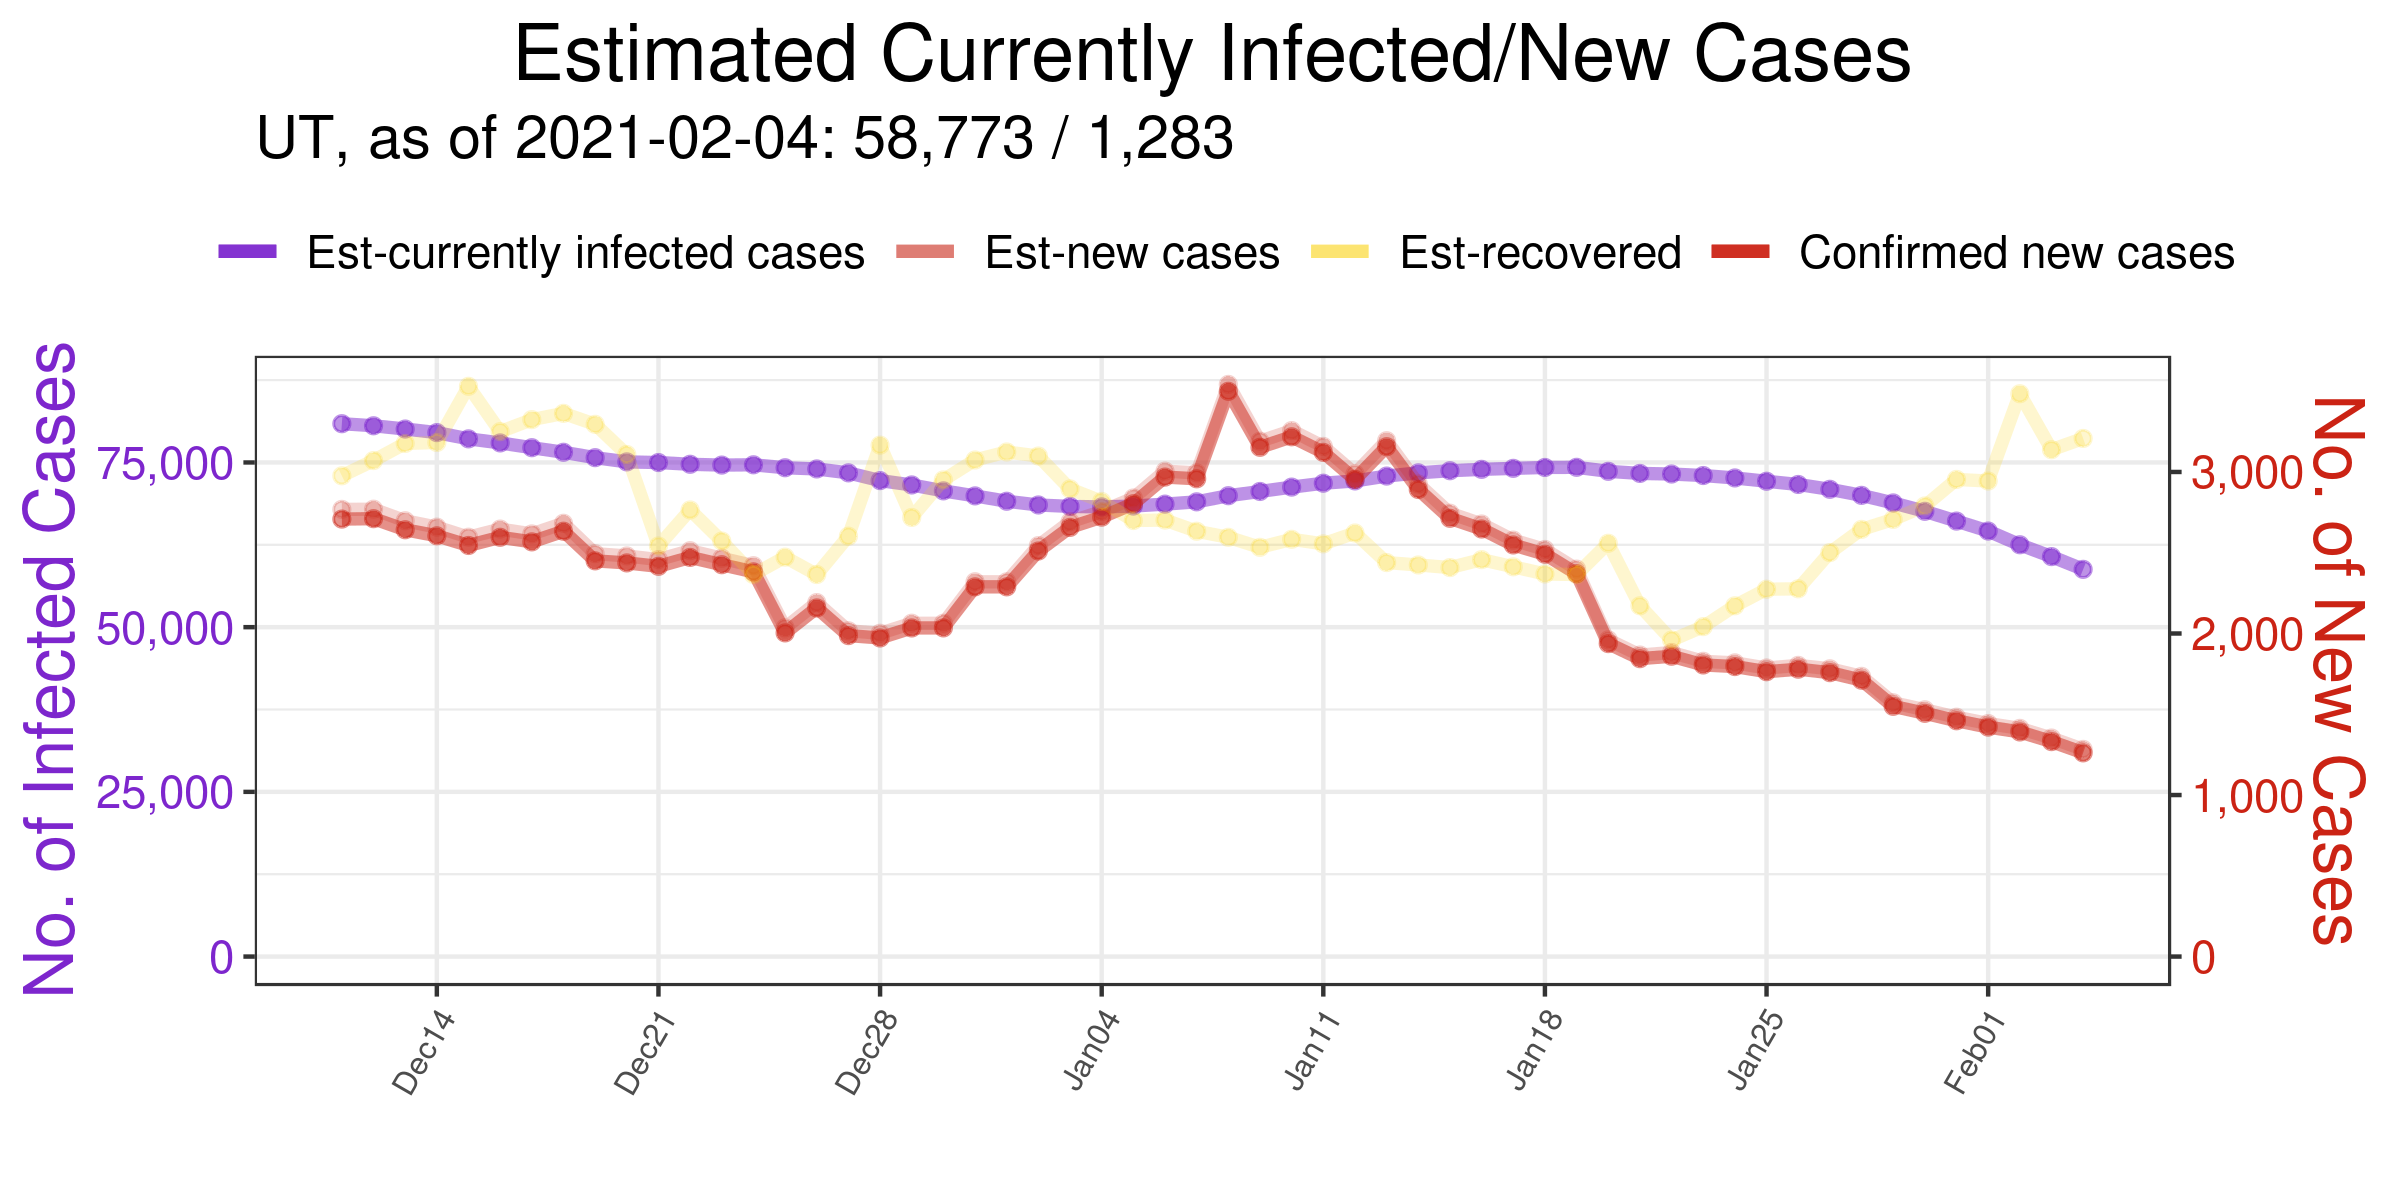 Estimated Currently Infected/New Cases
UT, as of 2021-02-04: 58,773 / 1,283
Est-currently infected cases Est-new cases Est-recovered Confirmed new cases
No. of Infected Cases
75,000
50,000
25,000
0
3,000
2,000
1,000
0
No. of New Cases
Dec14 Dec21 Dec28 Jan04 Jan11 Jan18 Jan25 Feb01